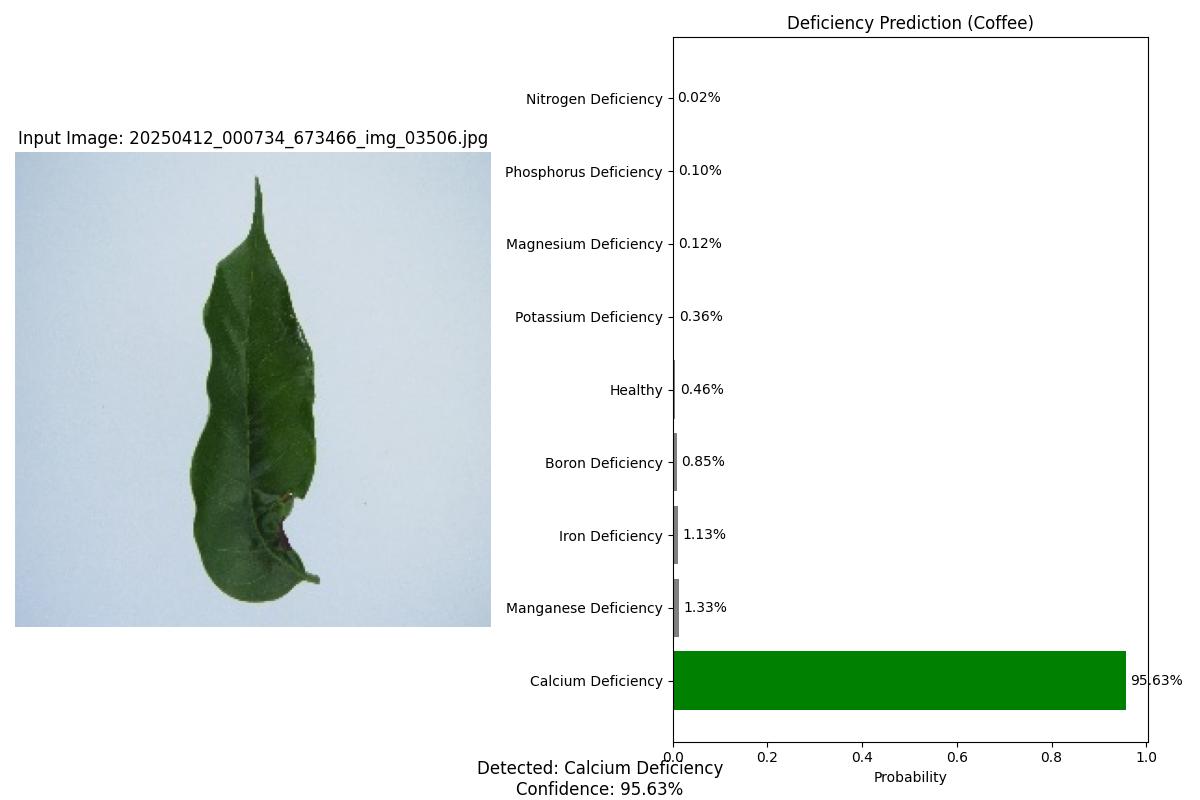 Deficiency Prediction (Coffee)
Input Image: 20250412_000734_673466_img_03506.jpg
Nitrogen Deficiency 0.02%
Phosphorus Deficiency 0.10%
Magnesium Deficiency 0.12%
Potassium Deficiency 0.36%
Healthy 0.46%
Boron Deficiency 0.85%
Iron Deficiency 1.13%
Manganese Deficiency 1.33%
Calcium Deficiency 95.63%
0.0 0.2 0.4 0.6 0.8 1.0
Probability
Detected: Calcium Deficiency
Confidence: 95.63%